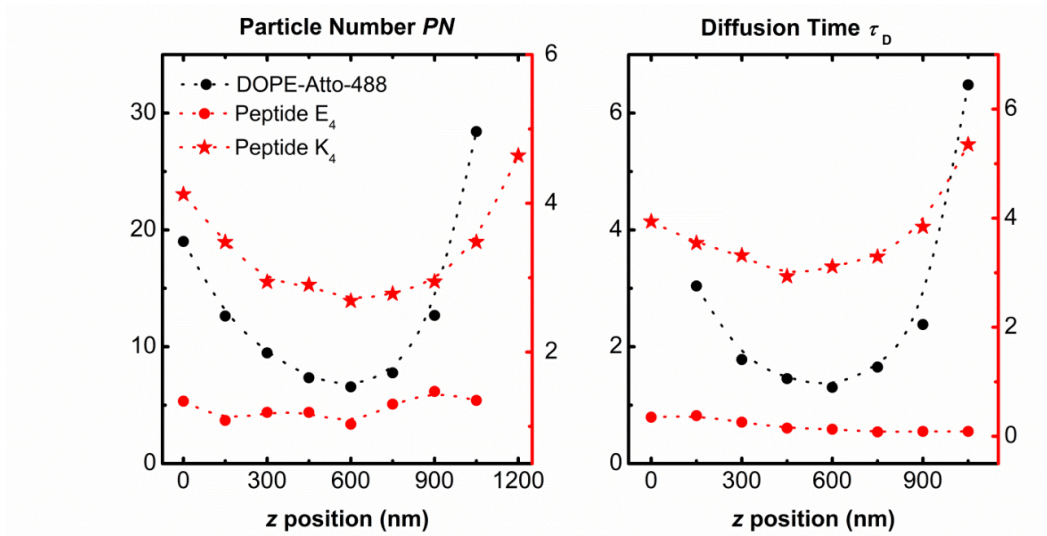 Particle Number PN
6
DOPE-Atto-488
Peptide E₄
Peptide K₄
30
20
10
0
4
2
0 300 600 900 1200
z position (nm)
Diffusion Time τ D
6
4
2
0
6
4
2
0
0 300 600 900
z position (nm)